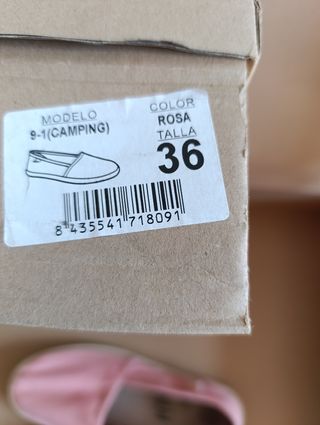 MODELO
9-1(CAMPING)
COLOR
ROSA
TALLA
36
8 435541 718091